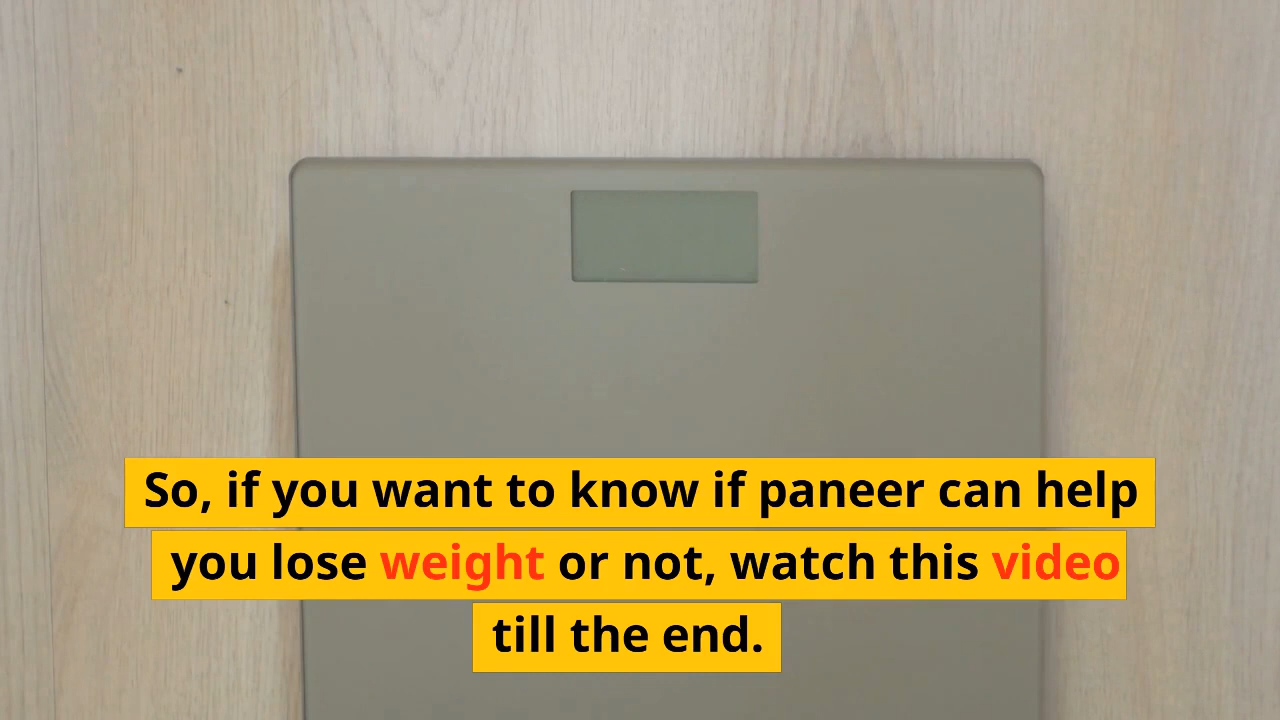 So, if you want to know if paneer can help
you lose weight or not, watch this video
till the end.